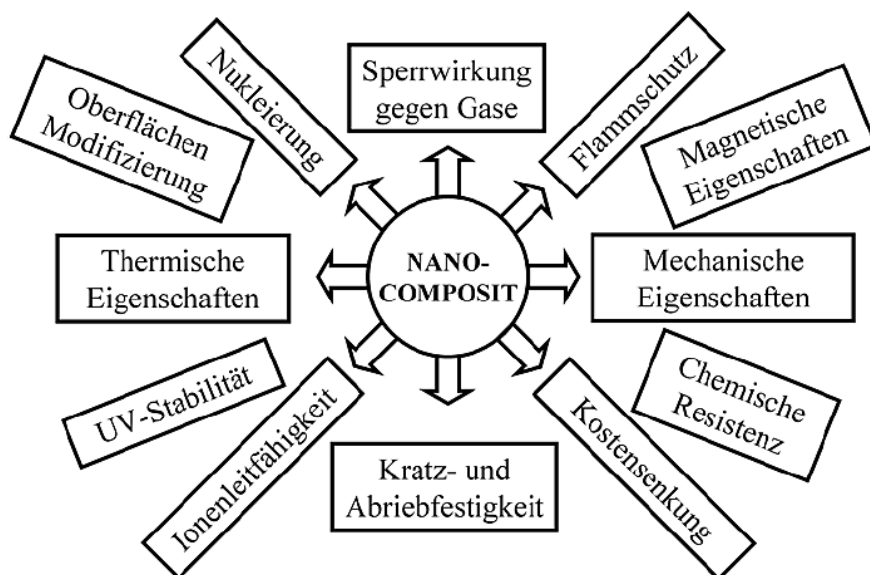 Sperrwirkung
gegen Gase
Nukleierung
Flammschutz
Oberflächen
Modifizierung
Magnetische
Eigenschaften
Thermische
Eigenschaften
NANO-
COMPOSIT
Mechanische
Eigenschaften
UV-Stabilität
Chemische
Resistenz
Ionenleitfähigkeit
Kratz- und
Abriebfestigkeit
Kostensenkung